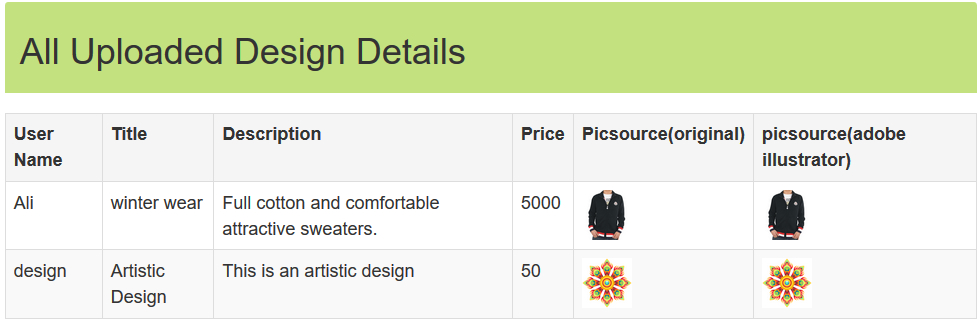 All Uploaded Design Details
User Name Title Description Price Picsource(original) picsource(adobe illustrator)
Ali winter wear Full cotton and comfortable attractive sweaters. 5000
design Artistic Design This is an artistic design 50